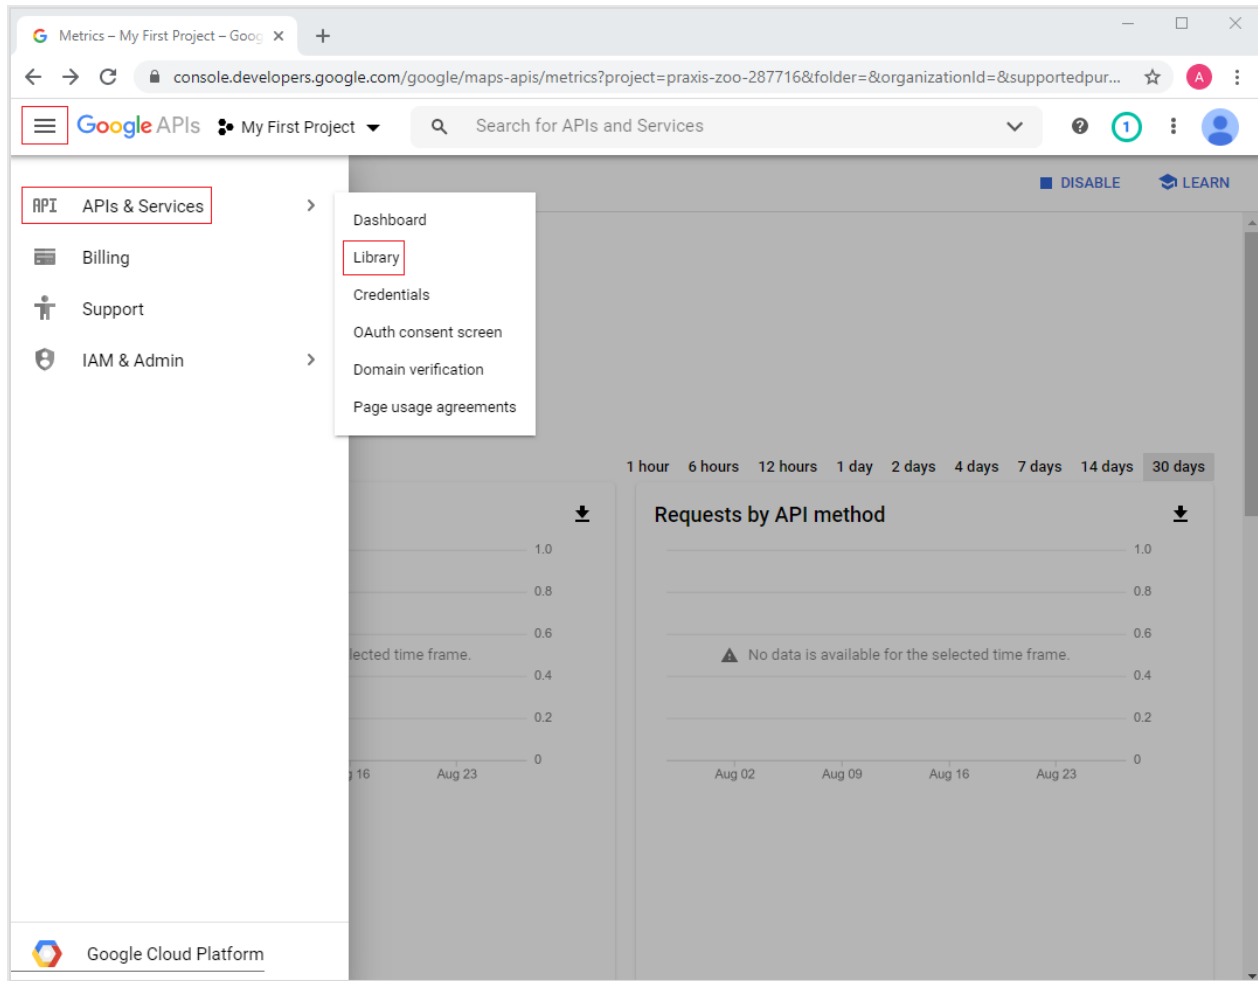 Metrics – My First Project – Goog
console.developers.google.com/google/maps-apis/metrics?project=praxis-zoo-287716&folder=&organizationId=&supportedpur...
A
Google APIs
My First Project
Search for APIs and Services
1
DISABLE
LEARN
API
APIs & Services
Billing
Support
IAM & Admin
Dashboard
Library
Credentials
OAuth consent screen
Domain verification
Page usage agreements
1 hour 6 hours 12 hours 1 day 2 days 4 days 7 days 14 days 30 days
1.0
0.8
0.6
lected time frame.
0.4
0.2
0
16 Aug 23
Requests by API method
1.0
0.8
0.6
No data is available for the selected time frame.
0.4
0.2
0
Aug 02 Aug 09 Aug 16 Aug 23
Google Cloud Platform